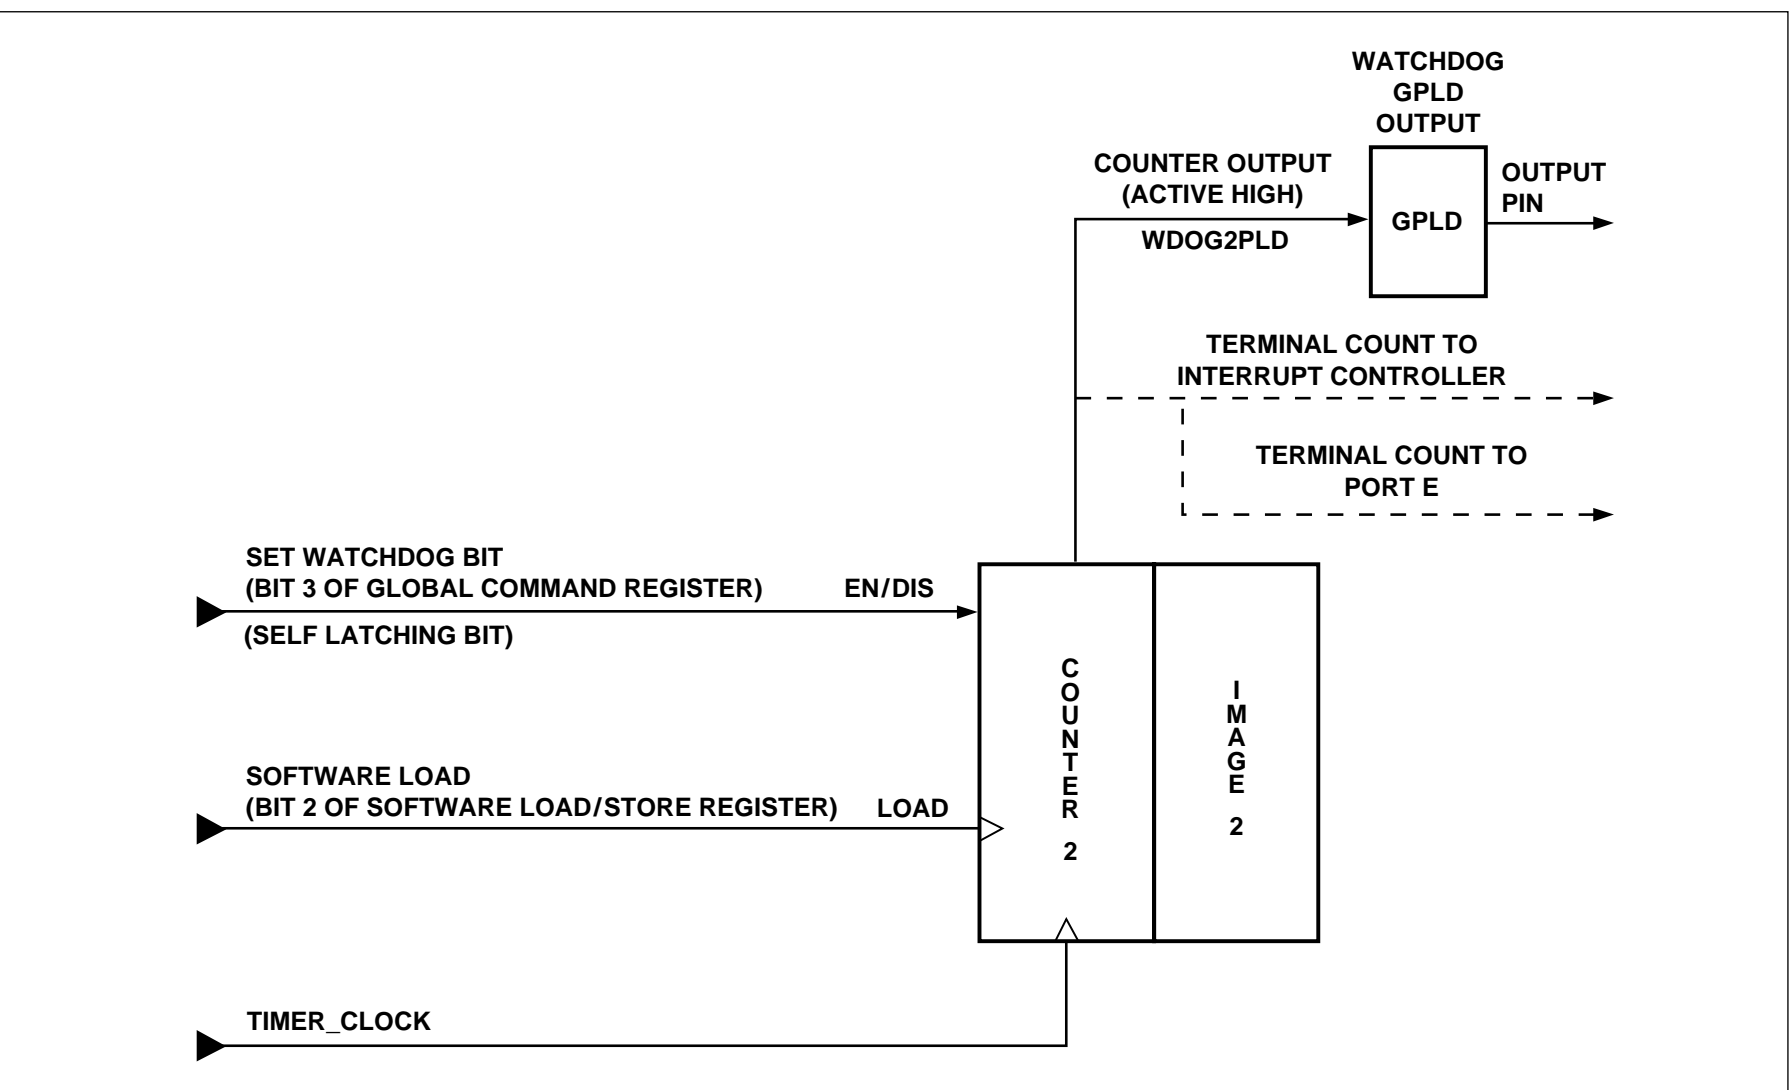 WATCHDOG
GPLD
OUTPUT
COUNTER OUTPUT
(ACTIVE HIGH)
WDOG2PLD
GPLD
OUTPUT
PIN
TERMINAL COUNT TO
INTERRUPT CONTROLLER
TERMINAL COUNT TO
PORT E
SET WATCHDOG BIT
(BIT 3 OF GLOBAL COMMAND REGISTER) EN/DIS
(SELF LATCHING BIT)
COUNTER 2
IMAGE 2
SOFTWARE LOAD
(BIT 2 OF SOFTWARE LOAD/STORE REGISTER) LOAD
TIMER_CLOCK